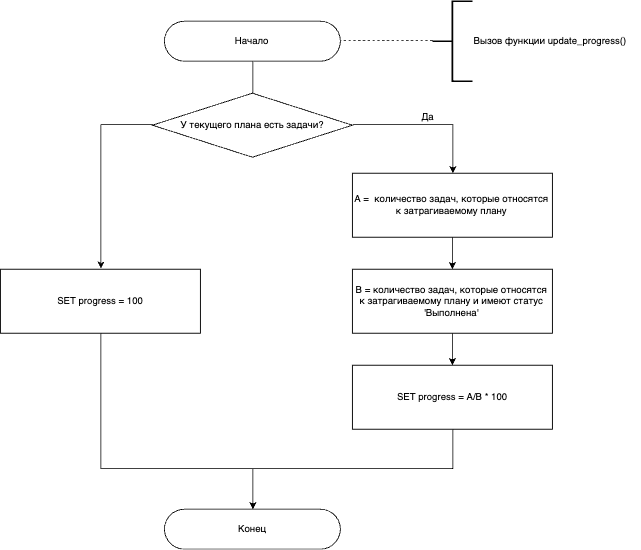 Начало
Вызов функции update_progress()
У текущего плана есть задачи?
Да
A = количество задач, которые относятся
к затрагиваемому плану
SET progress = 100
B = количество задач, которые относятся
к затрагиваемому плану и имеют статус
'Выполнена'
SET progress = A/B * 100
Конец